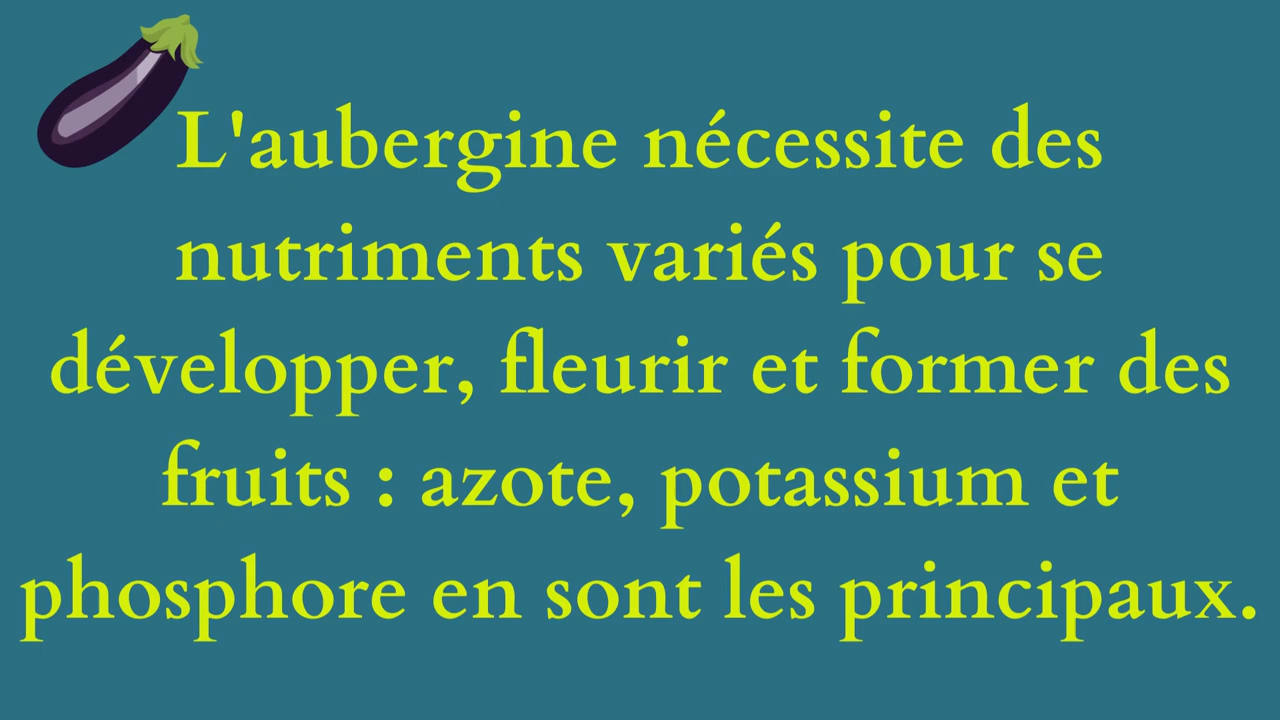 L'aubergine nécessite des
nutriments variés pour se
développer, fleurir et former des
fruits : azote, potassium et
phosphore en sont les principaux.